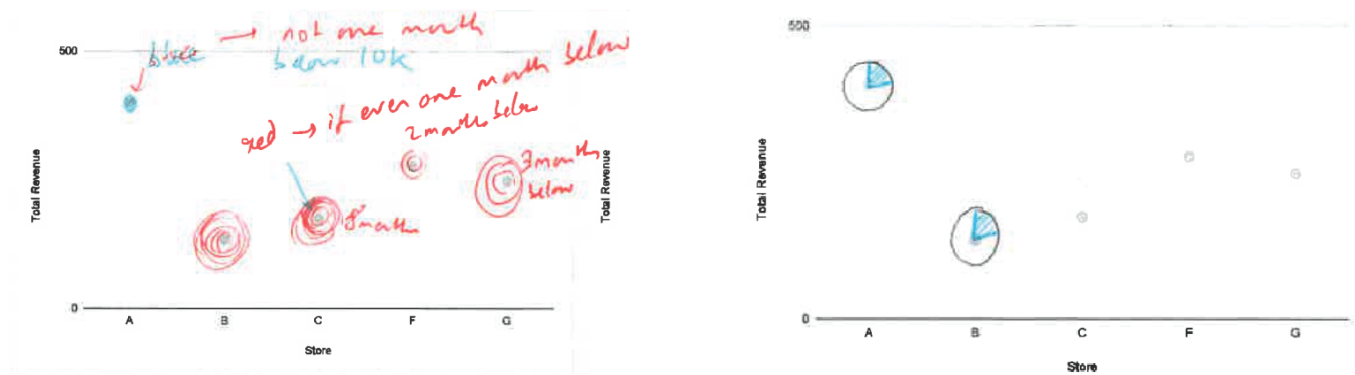 blue → not one month
below 10k
500
red → if even one month below
2 months below
3 months
below
8 months
Total Revenue
0
A B C F G
Store
500
Total Revenue
0
A B C F G
Store